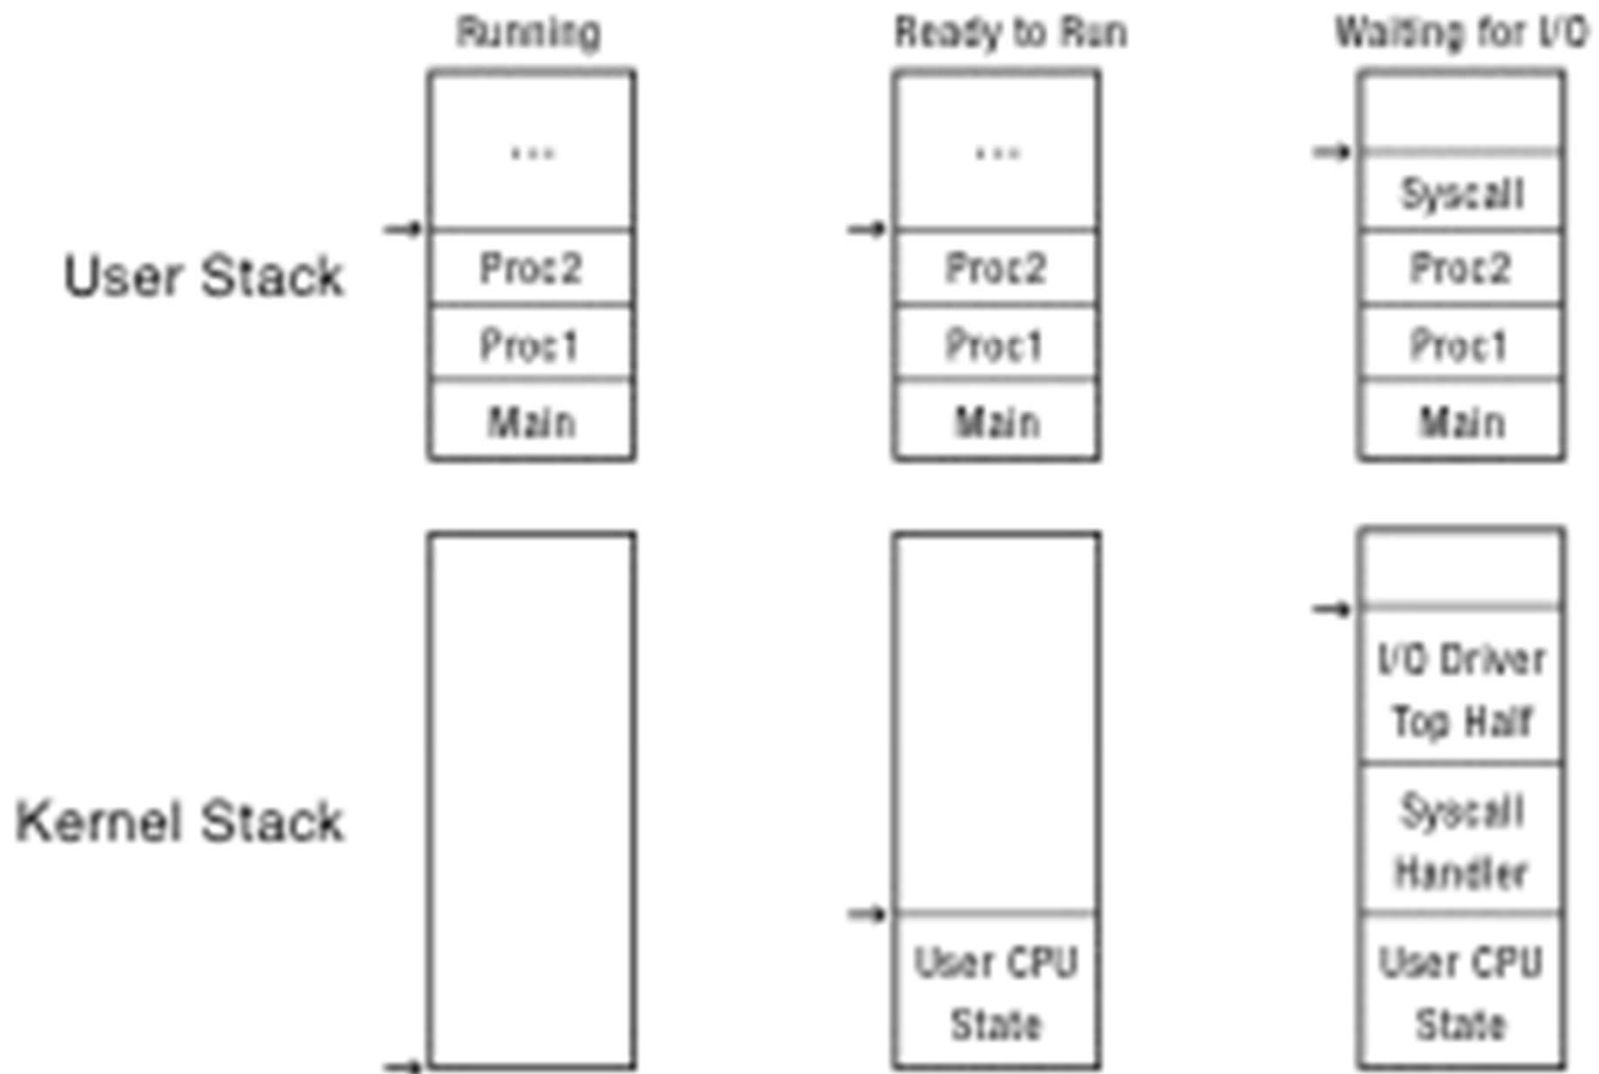 Running
Ready to Run
Waiting for I/O
...
...
Syscall
User Stack
Proc2
Proc2
Proc2
Proc1
Proc1
Proc1
Main
Main
Main
I/O Driver
Top Half
Kernel Stack
Syscall
Handler
User CPU
State
User CPU
State